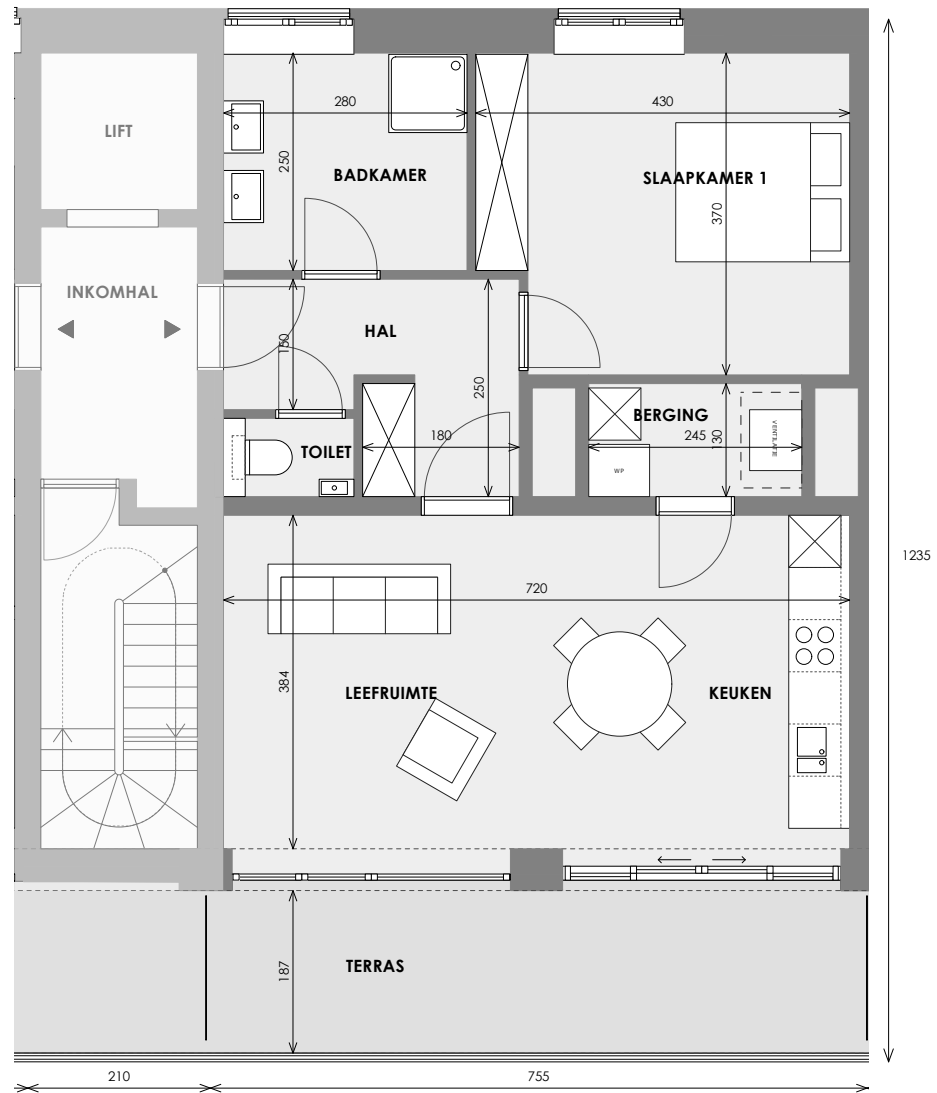 280
430
LIFT
250
BADKAMER
SLAAPKAMER 1
370
INKOMHAL
HAL
150
250
BERGING
180
245
130
VENTILATIE
TOILET
WP
1235
720
384
LEEFRUIMTE
KEUKEN
TERRAS
187
210
755